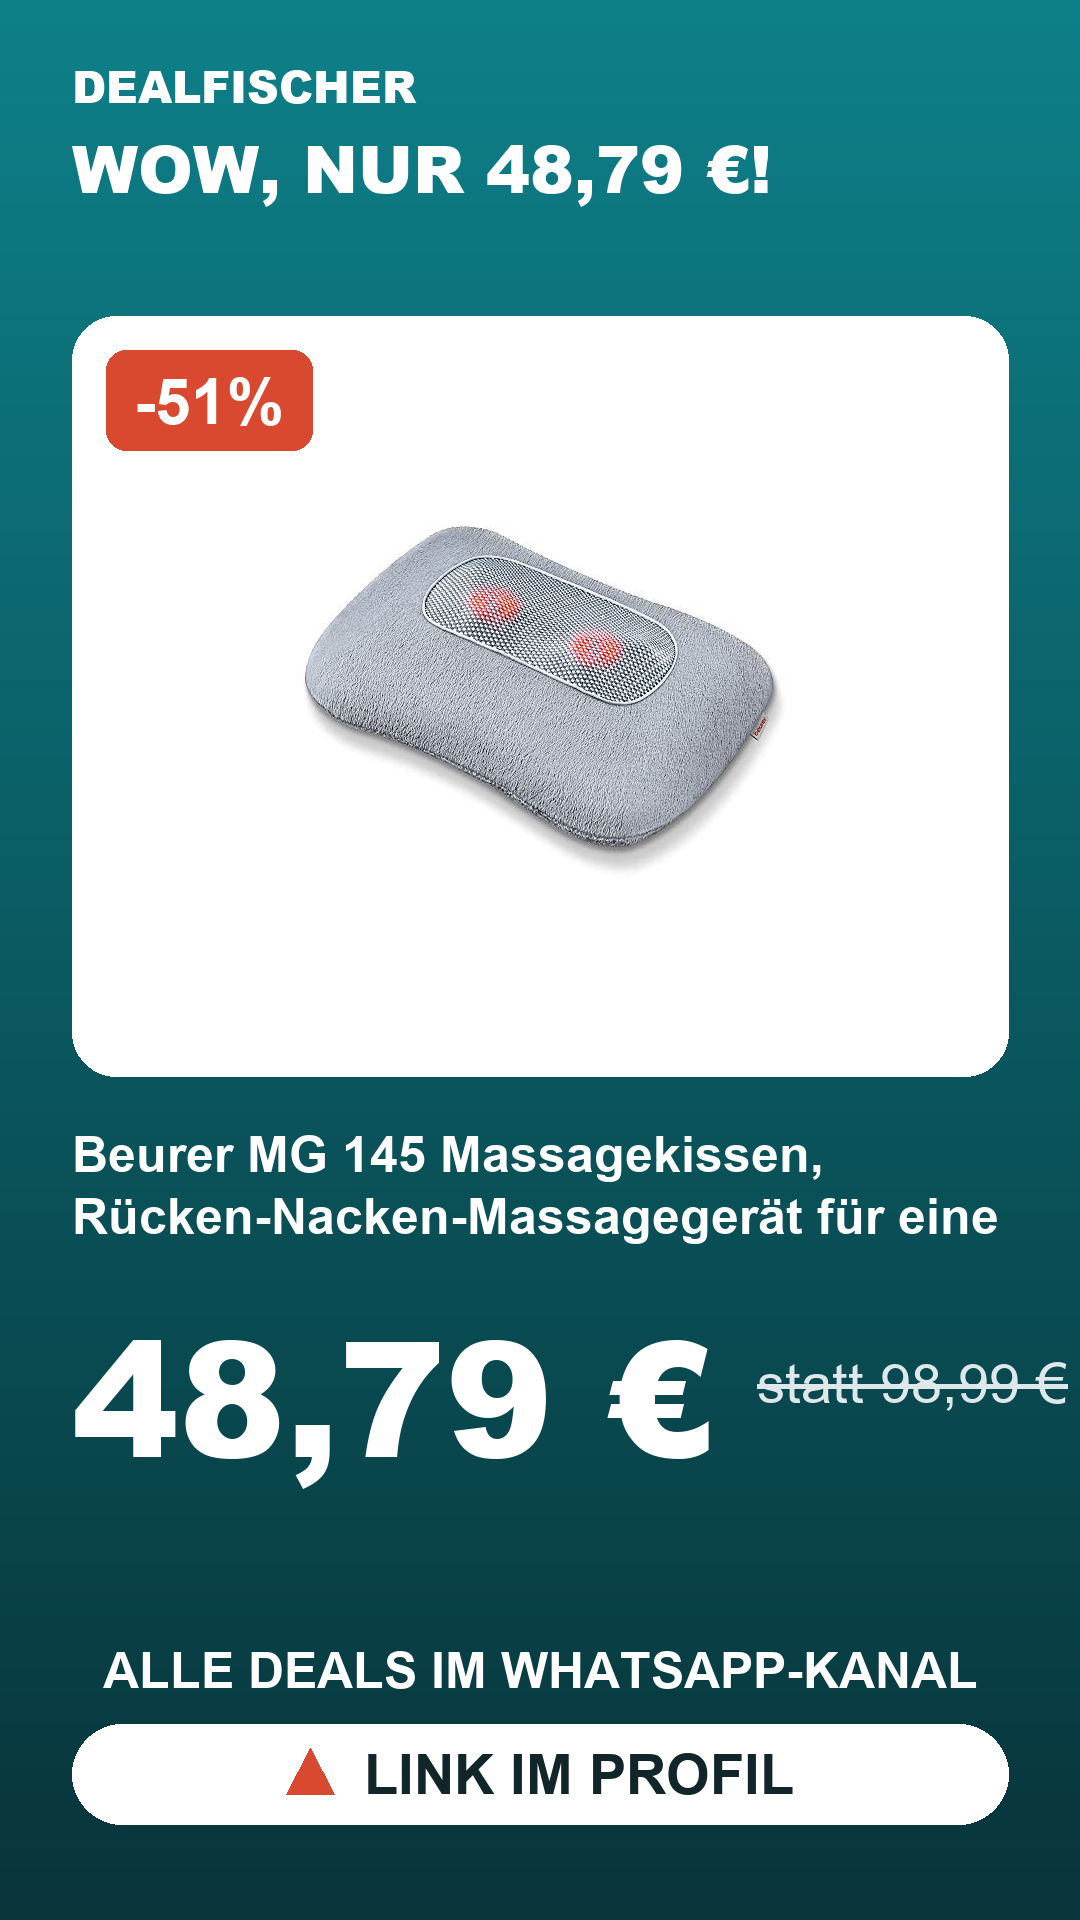 DEALFISCHER
WOW, NUR 48,79 €!
-51%
beurer
Beurer MG 145 Massagekissen,
Rücken-Nacken-Massagegerät für eine
48,79 € statt 98,99 €
ALLE DEALS IM WHATSAPP-KANAL
LINK IM PROFIL